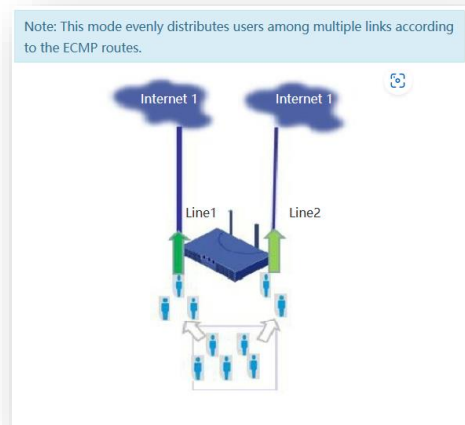 Note: This mode evenly distributes users among multiple links according
to the ECMP routes.
Internet 1
Internet 1
Line1
Line2